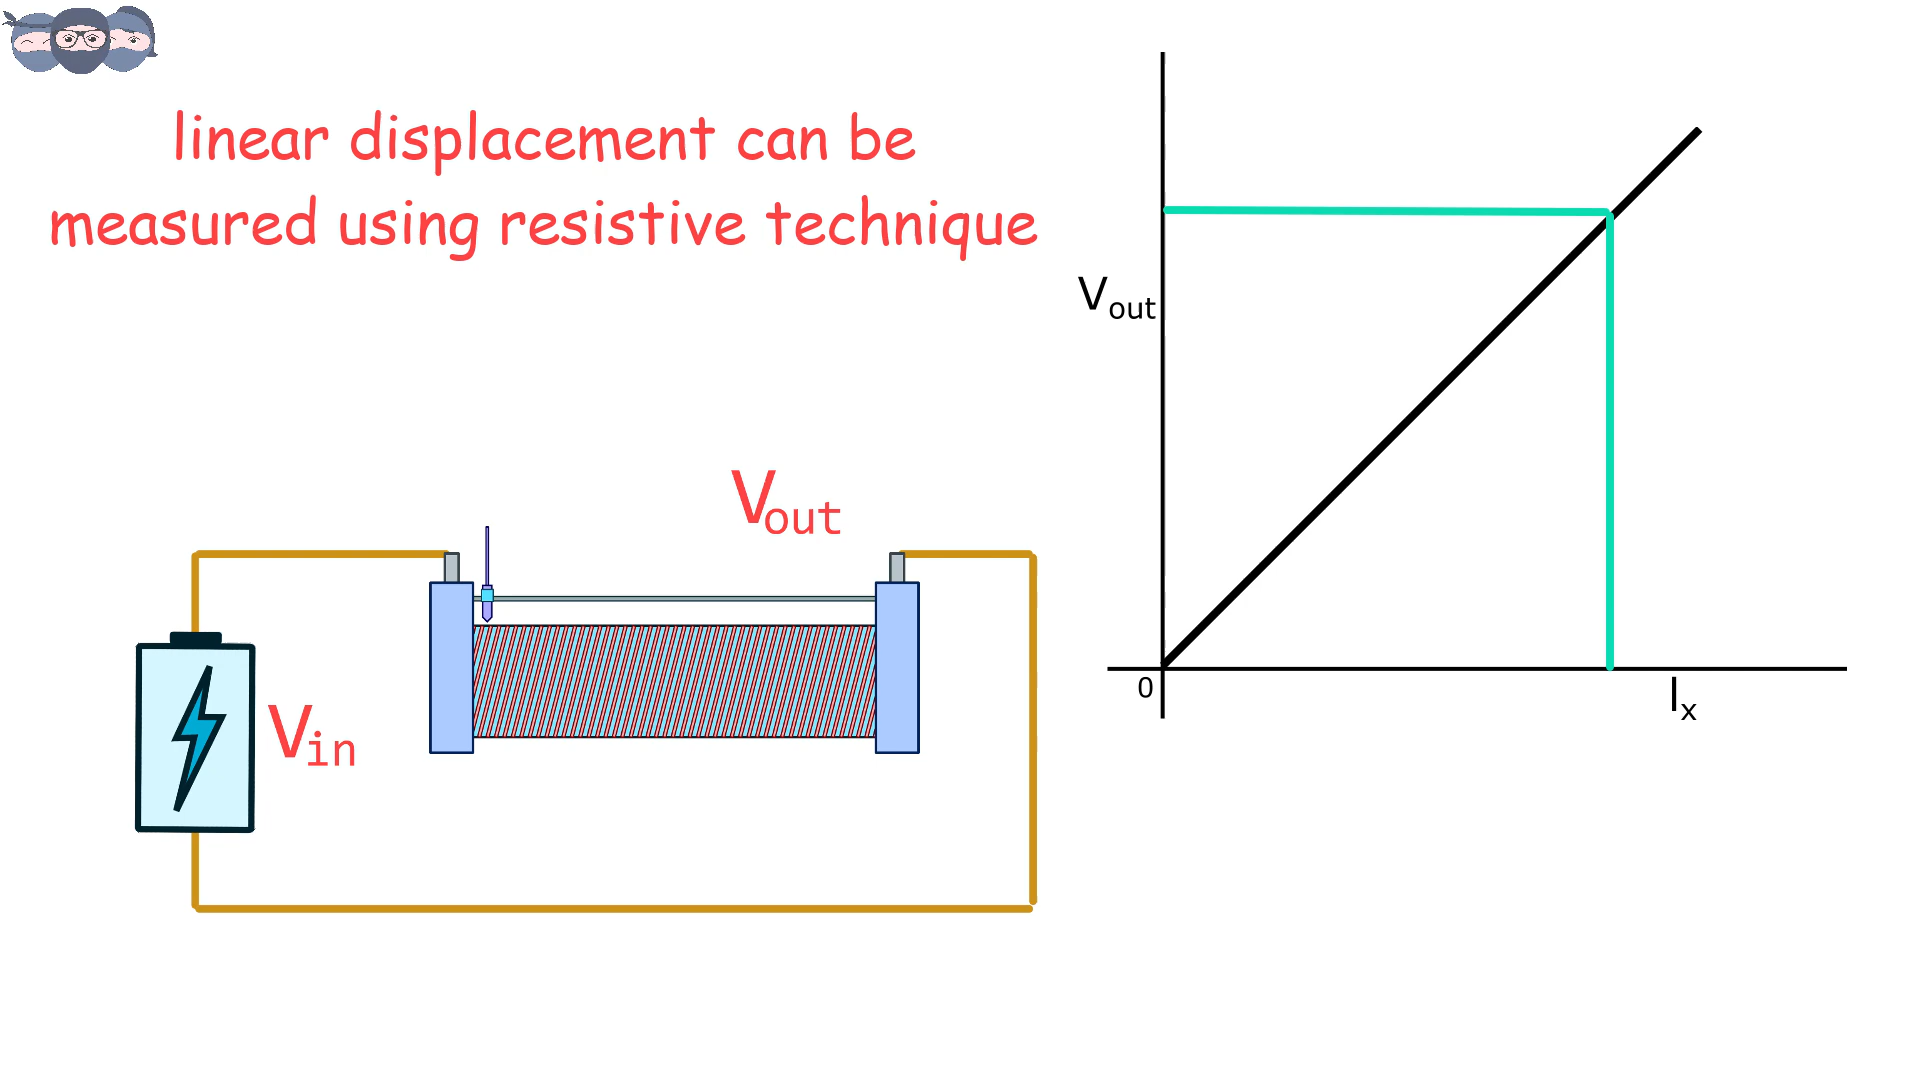 linear displacement can be
measured using resistive technique
Vout
Vin
Vout
0
lx